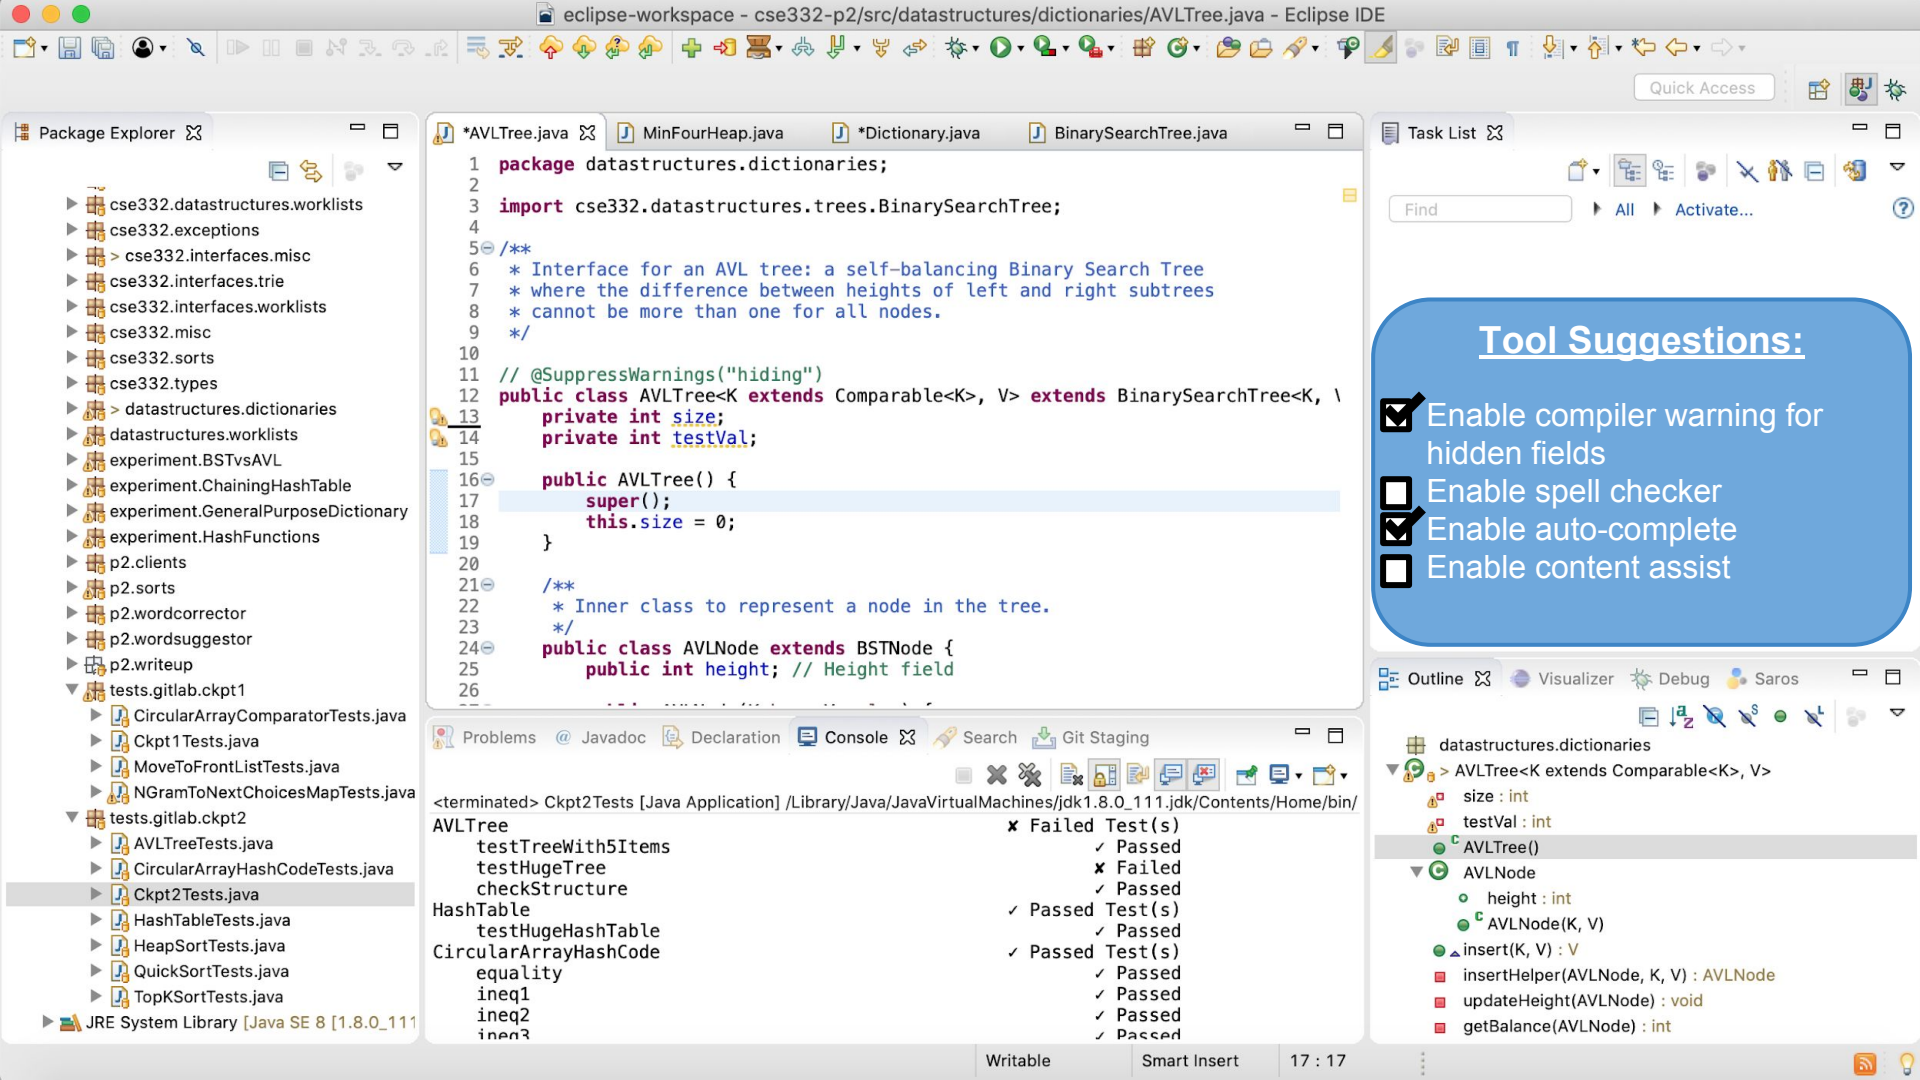 eclipse-workspace - cse332-p2/src/datastructures/dictionaries/AVLTree.java - Eclipse IDE
Quick Access
Package Explorer
cse332.datastructures.worklists
cse332.exceptions
> cse332.interfaces.misc
cse332.interfaces.trie
cse332.interfaces.worklists
cse332.misc
cse332.sorts
cse332.types
> datastructures.dictionaries
datastructures.worklists
experiment.BSTvsAVL
experiment.ChainingHashTable
experiment.GeneralPurposeDictionary
experiment.HashFunctions
p2.clients
p2.sorts
p2.wordcorrector
p2.wordsuggestor
p2.writeup
tests.gitlab.ckpt1
CircularArrayComparatorTests.java
Ckpt1Tests.java
MoveToFrontListTests.java
NGramToNextChoicesMapTests.java
tests.gitlab.ckpt2
AVLTreeTests.java
CircularArrayHashCodeTests.java
Ckpt2Tests.java
HashTableTests.java
HeapSortTests.java
QuickSortTests.java
TopKSortTests.java
JRE System Library [Java SE 8 [1.8.0_111
*AVLTree.java MinFourHeap.java *Dictionary.java BinarySearchTree.java
1 package datastructures.dictionaries;
2
3 import cse332.datastructures.trees.BinarySearchTree;
4
5 /**
6 * Interface for an AVL tree: a self-balancing Binary Search Tree
7 * where the difference between heights of left and right subtrees
8 * cannot be more than one for all nodes.
9 */
10
11 // @SuppressWarnings("hiding")
12 public class AVLTree<K extends Comparable<K>, V> extends BinarySearchTree<K, \
13 private int size;
14 private int testVal;
15
16 public AVLTree() {
17 super();
18 this.size = 0;
19 }
20
21 /**
22 * Inner class to represent a node in the tree.
23 */
24 public class AVLNode extends BSTNode {
25 public int height; // Height field
26
Problems @ Javadoc Declaration Console Search Git Staging
<terminated> Ckpt2Tests [Java Application] /Library/Java/JavaVirtualMachines/jdk1.8.0_111.jdk/Contents/Home/bin/
AVLTree ✘ Failed Test(s)
testTreeWith5Items ✓ Passed
testHugeTree ✘ Failed
checkStructure ✓ Passed
HashTable ✓ Passed Test(s)
testHugeHashTable ✓ Passed
CircularArrayHashCode ✓ Passed Test(s)
equality ✓ Passed
ineq1 ✓ Passed
ineq2 ✓ Passed
ineq3 ✓ Passed
Task List
Find All Activate...
Tool Suggestions:
Enable compiler warning for
hidden fields
Enable spell checker
Enable auto-complete
Enable content assist
Outline Visualizer Debug Saros
datastructures.dictionaries
> AVLTree<K extends Comparable<K>, V>
size : int
testVal : int
AVLTree()
AVLNode
height : int
AVLNode(K, V)
insert(K, V) : V
insertHelper(AVLNode, K, V) : AVLNode
updateHeight(AVLNode) : void
getBalance(AVLNode) : int
Writable Smart Insert 17 : 17